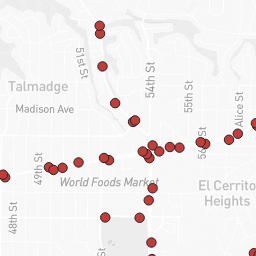 51st St
54th St
Talmadge
55th St
Madison Ave
Alice St
49th St
World Foods Market
El Cerrito
Heights
48th St